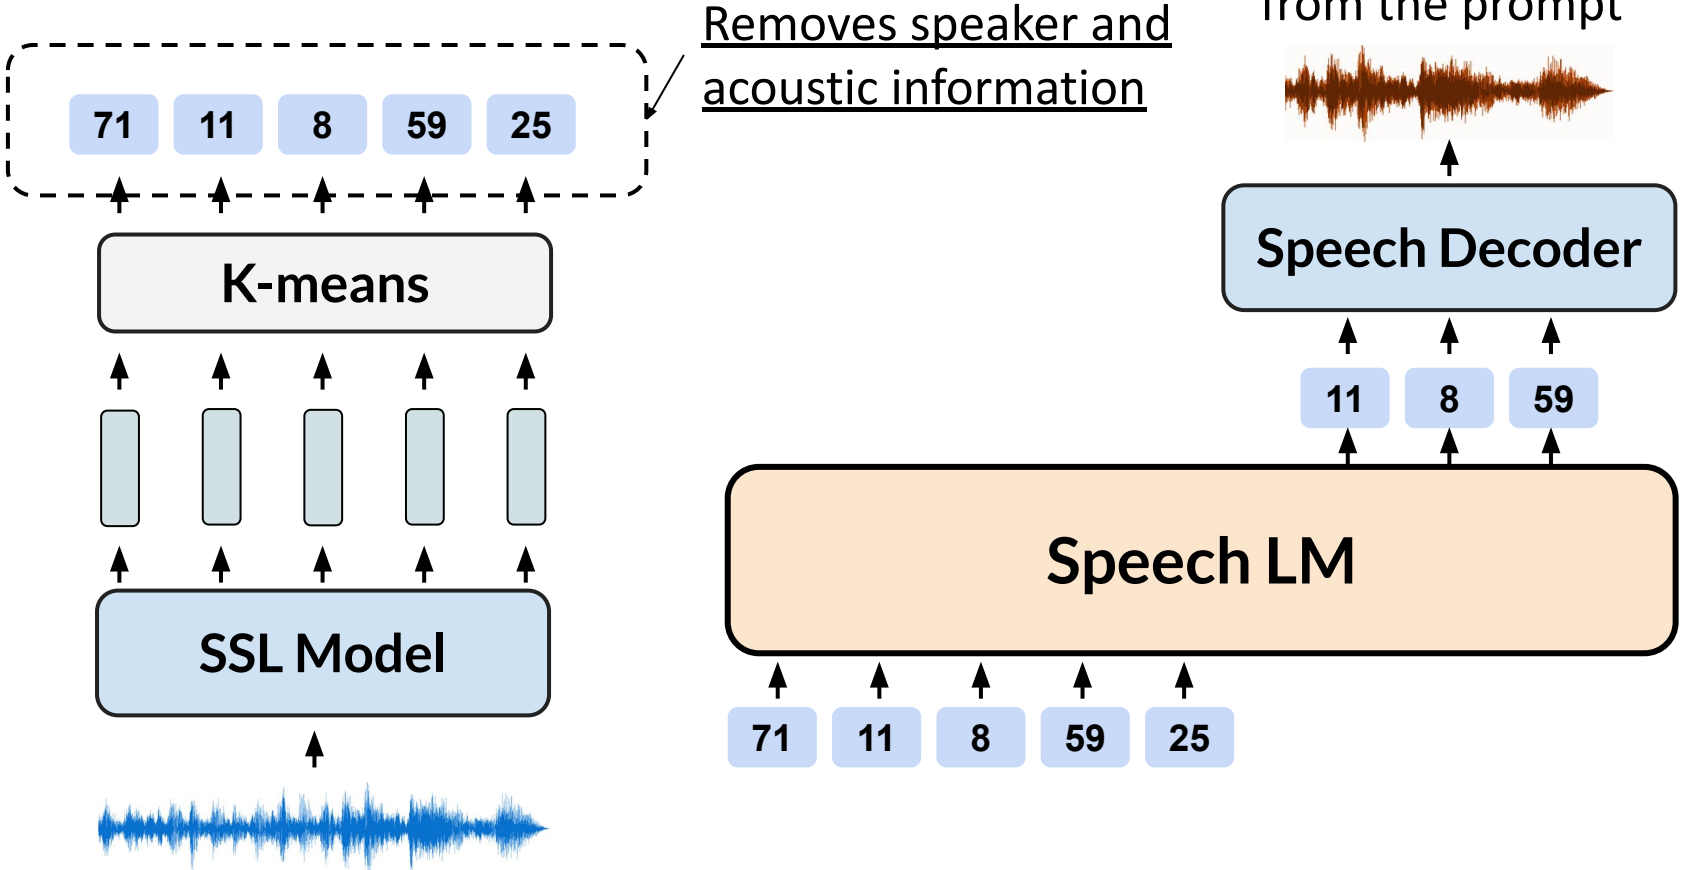 Removes speaker and
acoustic information
71 11 8 59 25
K-means
SSL Model
from the prompt
Speech Decoder
11 8 59
Speech LM
71 11 8 59 25